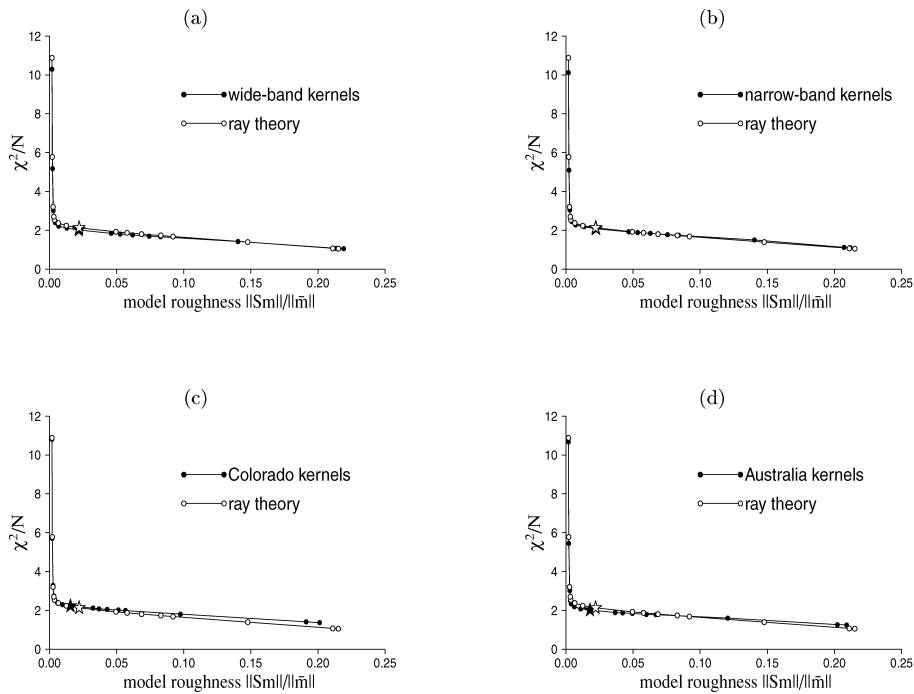 (a)
12
10
8
6
4
2
0
χ²/N
wide-band kernels
ray theory
0.00 0.05 0.10 0.15 0.20 0.25
model roughness ||Sm||/||m̄||
(b)
12
10
8
6
4
2
0
χ²/N
narrow-band kernels
ray theory
0.00 0.05 0.10 0.15 0.20 0.25
model roughness ||Sm||/||m̄||
(c)
12
10
8
6
4
2
0
χ²/N
Colorado kernels
ray theory
0.00 0.05 0.10 0.15 0.20 0.25
model roughness ||Sm||/||m̄||
(d)
12
10
8
6
4
2
0
χ²/N
Australia kernels
ray theory
0.00 0.05 0.10 0.15 0.20 0.25
model roughness ||Sm||/||m̄||